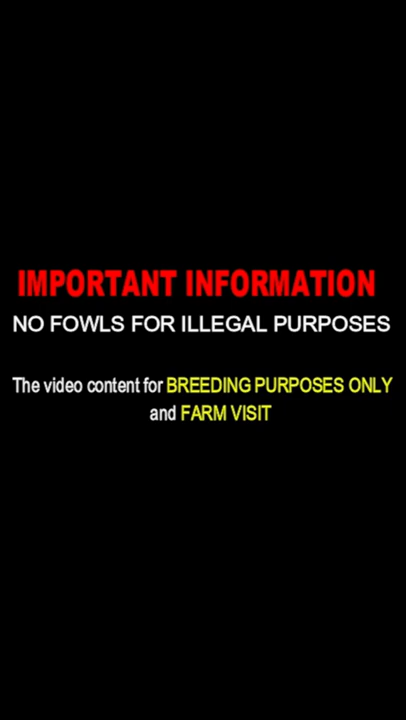 IMPORTANT INFORMATION
NO FOWLS FOR ILLEGAL PURPOSES
The video content for BREEDING PURPOSES ONLY
and FARM VISIT